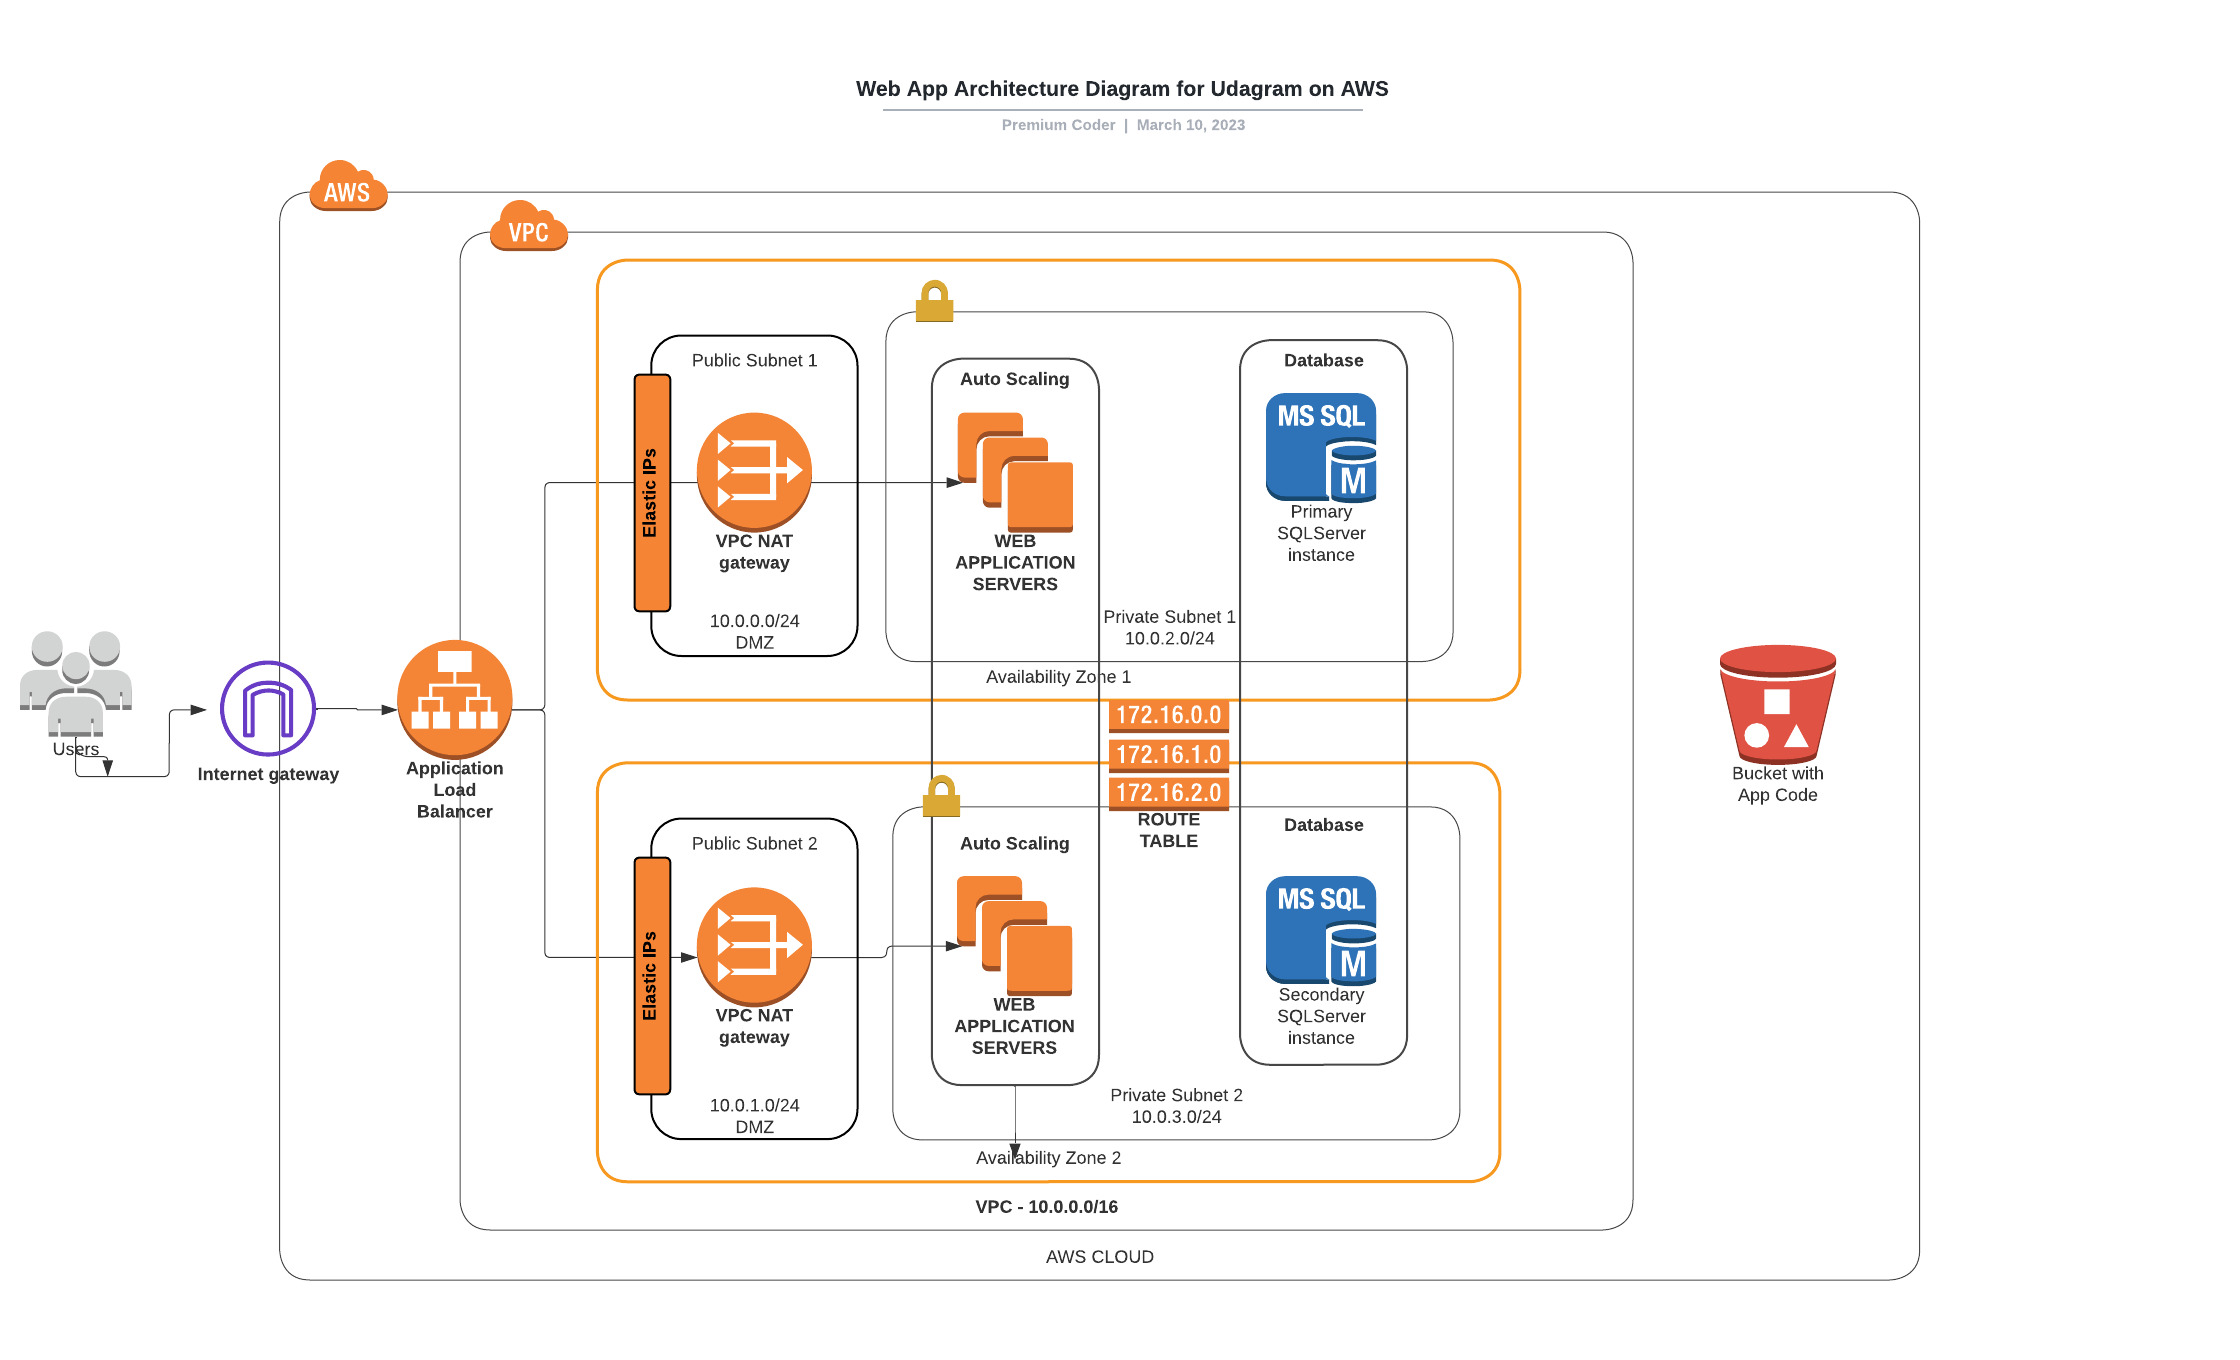 Web App Architecture Diagram for Udagram on AWS
Premium Coder | March 10, 2023
AWS
VPC
Public Subnet 1
Elastic IPs
VPC NAT
gateway
10.0.0.0/24
DMZ
Auto Scaling
WEB
APPLICATION
SERVERS
Database
MS SQL
M
Primary
SQLServer
instance
Private Subnet 1
10.0.2.0/24
Availability Zone 1
Users
Internet gateway
Application
Load
Balancer
172.16.0.0
172.16.1.0
172.16.2.0
ROUTE
TABLE
Bucket with
App Code
Public Subnet 2
Elastic IPs
VPC NAT
gateway
10.0.1.0/24
DMZ
Auto Scaling
WEB
APPLICATION
SERVERS
Database
MS SQL
M
Secondary
SQLServer
instance
Private Subnet 2
10.0.3.0/24
Availability Zone 2
VPC - 10.0.0.0/16
AWS CLOUD